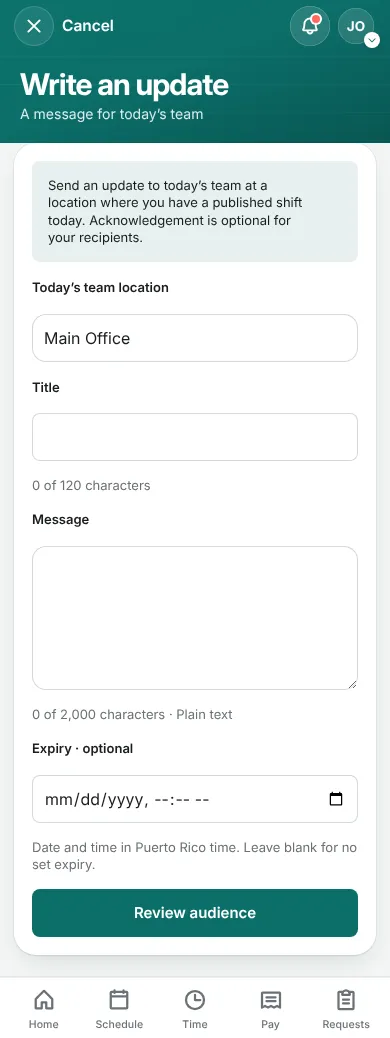 Cancel
JO
Write an update
A message for today’s team
Send an update to today’s team at a
location where you have a published shift
today. Acknowledgement is optional for
your recipients.
Today’s team location
Main Office
Title
0 of 120 characters
Message
0 of 2,000 characters · Plain text
Expiry · optional
mm/dd/yyyy, --:-- --
Date and time in Puerto Rico time. Leave blank for no
set expiry.
Review audience
Home
Schedule
Time
Pay
Requests